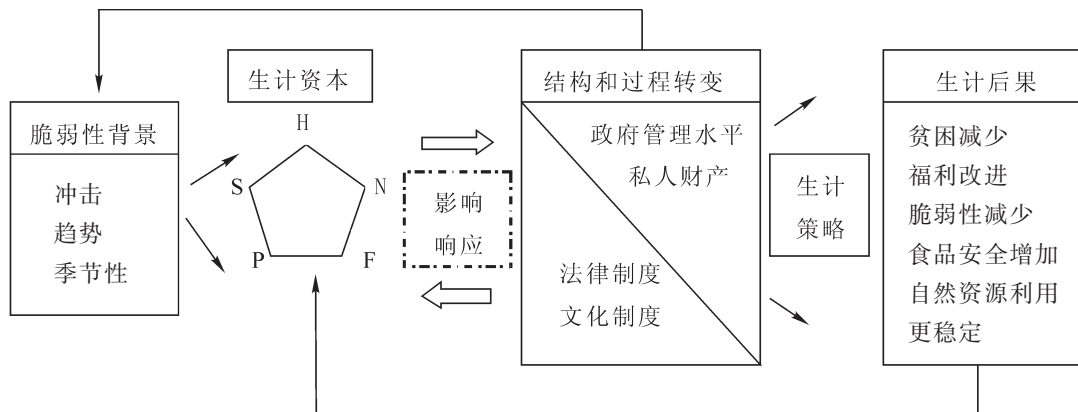 脆弱性背景
冲击
趋势
季节性
生计资本
H
S
N
P
F
影响
响应
结构和过程转变
政府管理水平
私人财产
法律制度
文化制度
生计
策略
生计后果
贫困减少
福利改进
脆弱性减少
食品安全增加
自然资源利用
更稳定